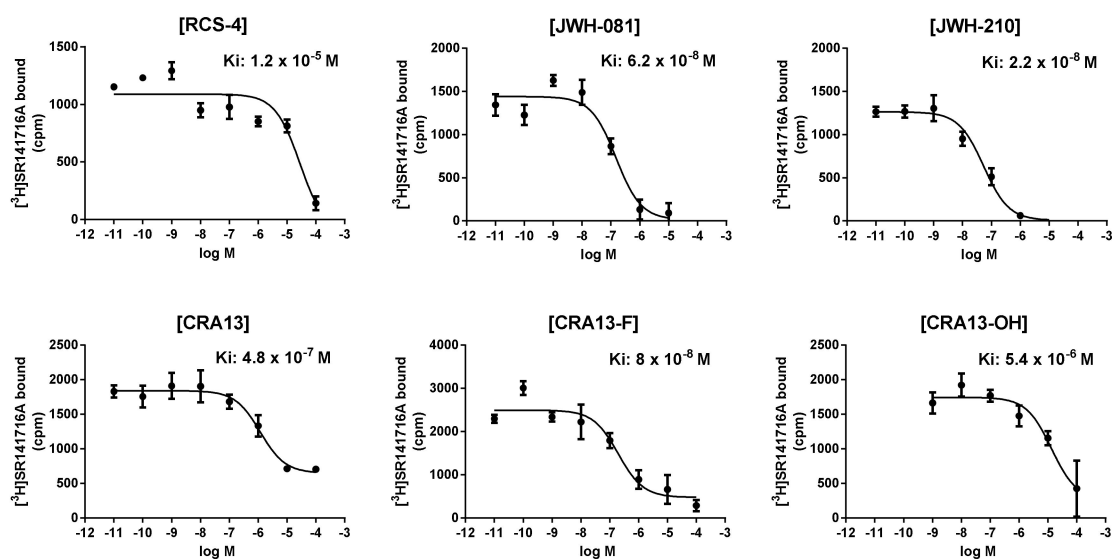 [RCS-4]
1500
1000
500
0
[³H]SR141716A bound
(cpm)
Ki: 1.2 x 10⁻⁵ M
-12 -11 -10 -9 -8 -7 -6 -5 -4 -3
log M
[JWH-081]
2000
1500
1000
500
0
[³H]SR141716A bound
(cpm)
Ki: 6.2 x 10⁻⁸ M
-12 -11 -10 -9 -8 -7 -6 -5 -4 -3
log M
[JWH-210]
2000
1500
1000
500
0
[³H]SR141716A bound
(cpm)
Ki: 2.2 x 10⁻⁸ M
-12 -11 -10 -9 -8 -7 -6 -5 -4 -3
log M
[CRA13]
2500
2000
1500
1000
500
0
[³H]SR141716A bound
(cpm)
Ki: 4.8 x 10⁻⁷ M
-12 -11 -10 -9 -8 -7 -6 -5 -4 -3
log M
[CRA13-F]
4000
3000
2000
1000
0
[³H]SR141716A bound
(cpm)
Ki: 8 x 10⁻⁸ M
-12 -11 -10 -9 -8 -7 -6 -5 -4 -3
log M
[CRA13-OH]
2500
2000
1500
1000
500
0
[³H]SR141716A bound
(cpm)
Ki: 5.4 x 10⁻⁶ M
-12 -11 -10 -9 -8 -7 -6 -5 -4 -3
log M